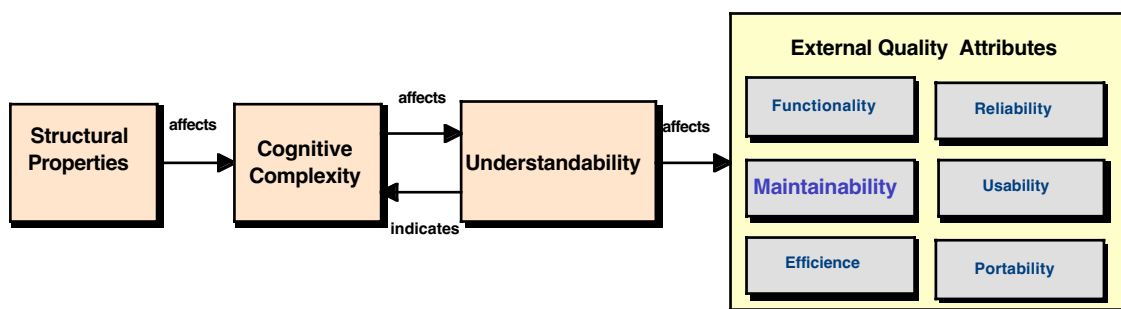 Structural
Properties
affects
Cognitive
Complexity
affects
indicates
Understandability
affects
External Quality Attributes
Functionality
Reliability
Maintainability
Usability
Efficience
Portability